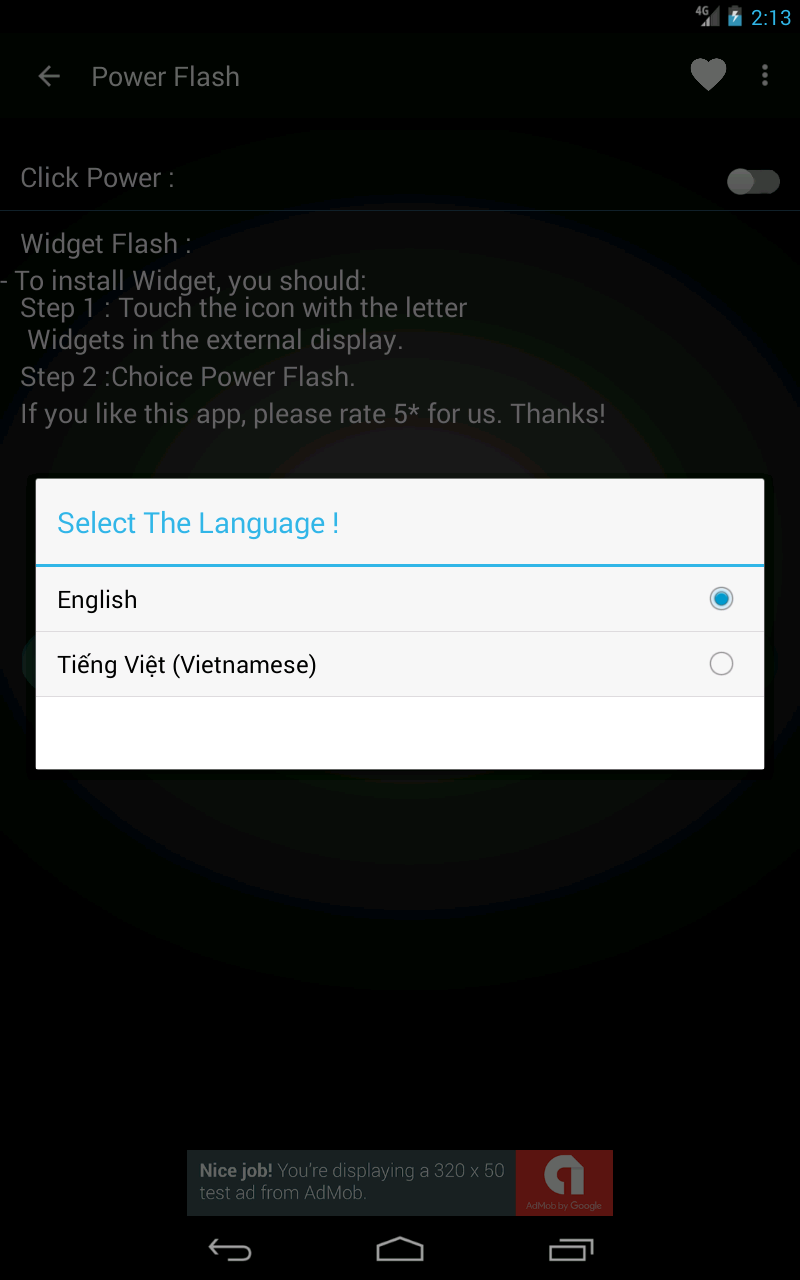 4G 2:13
Power Flash
Click Power :
Widget Flash :
- To install Widget, you should:
Step 1 : Touch the icon with the letter
Widgets in the external display.
Step 2 :Choice Power Flash.
If you like this app, please rate 5* for us. Thanks!
Select The Language !
English
Tiếng Việt (Vietnamese)
Nice job! You're displaying a 320 x 50
test ad from AdMob.
AdMob by Google